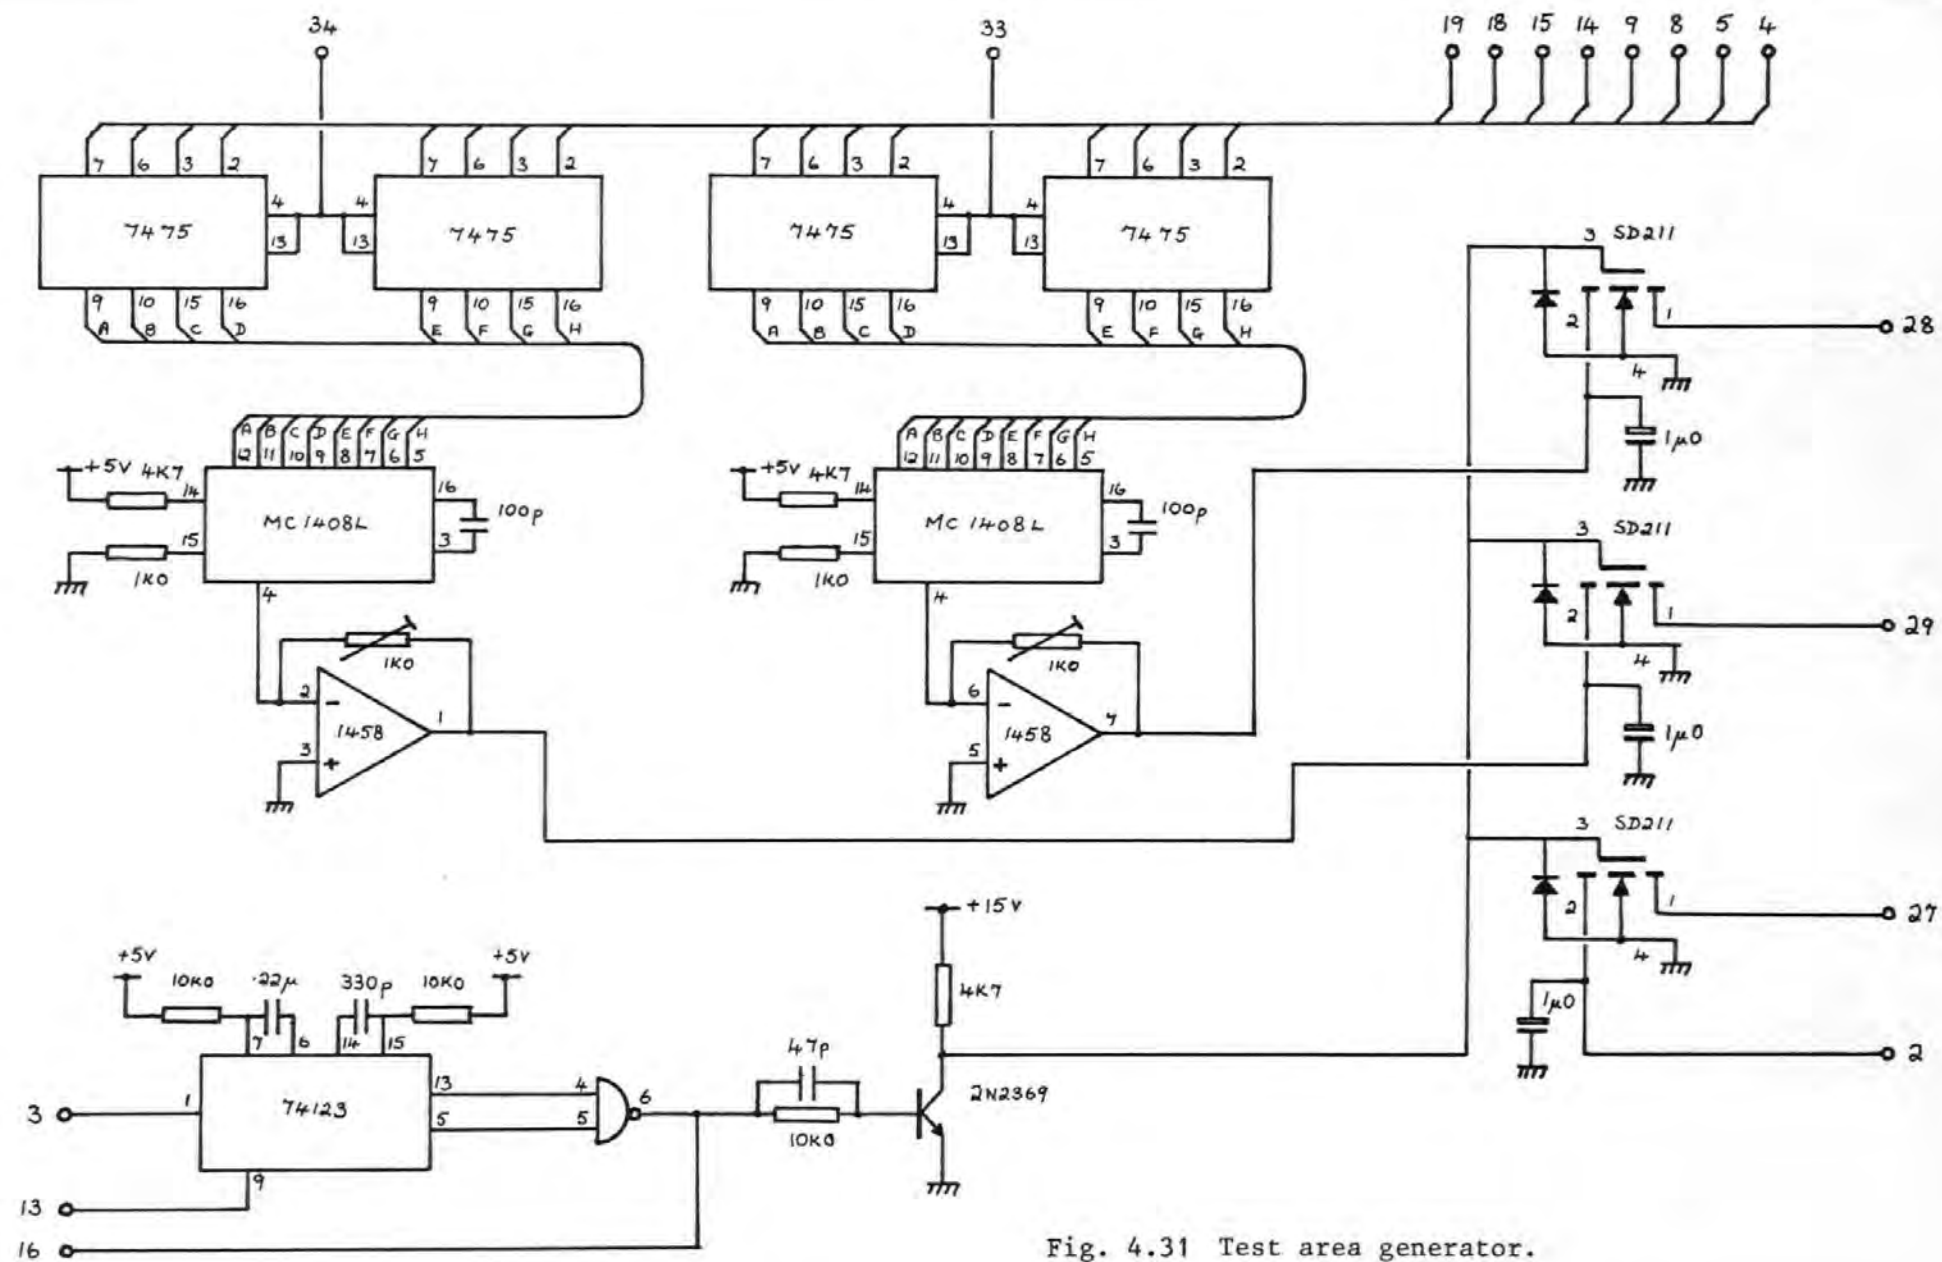 34
33
19 18 15 14 9 8 5 4
7 6 3 2
7 6 3 2
7 6 3 2
7 6 3 2
7475
4
13
4
13
7475
7475
4
13
4
13
7475
9 10 15 16
A B C D
9 10 15 16
E F G H
9 10 15 16
A B C D
9 10 15 16
E F G H
3 SD211
2
1
28
4
1μ0
A B C D E F G H
12 11 10 9 8 7 6 5
+5V 4K7
14
MC1408L
16
100p
15
3
1K0
4
A B C D E F G H
12 11 10 9 8 7 6 5
+5V 4K7
14
MC1408L
16
100p
15
3
1K0
4
3 SD211
2
1
29
4
1μ0
1K0
2
-
1458
1
3
+
1K0
6
-
1458
7
5
+
3 SD211
2
1
27
4
1μ0
2
+15V
4K7
2N2369
+5V
10K0
.22μ
330p
10K0
+5V
7 6 14 15
3
1
74123
13
5
9
4
5
6
47p
10K0
13
16
Fig. 4.31 Test area generator.